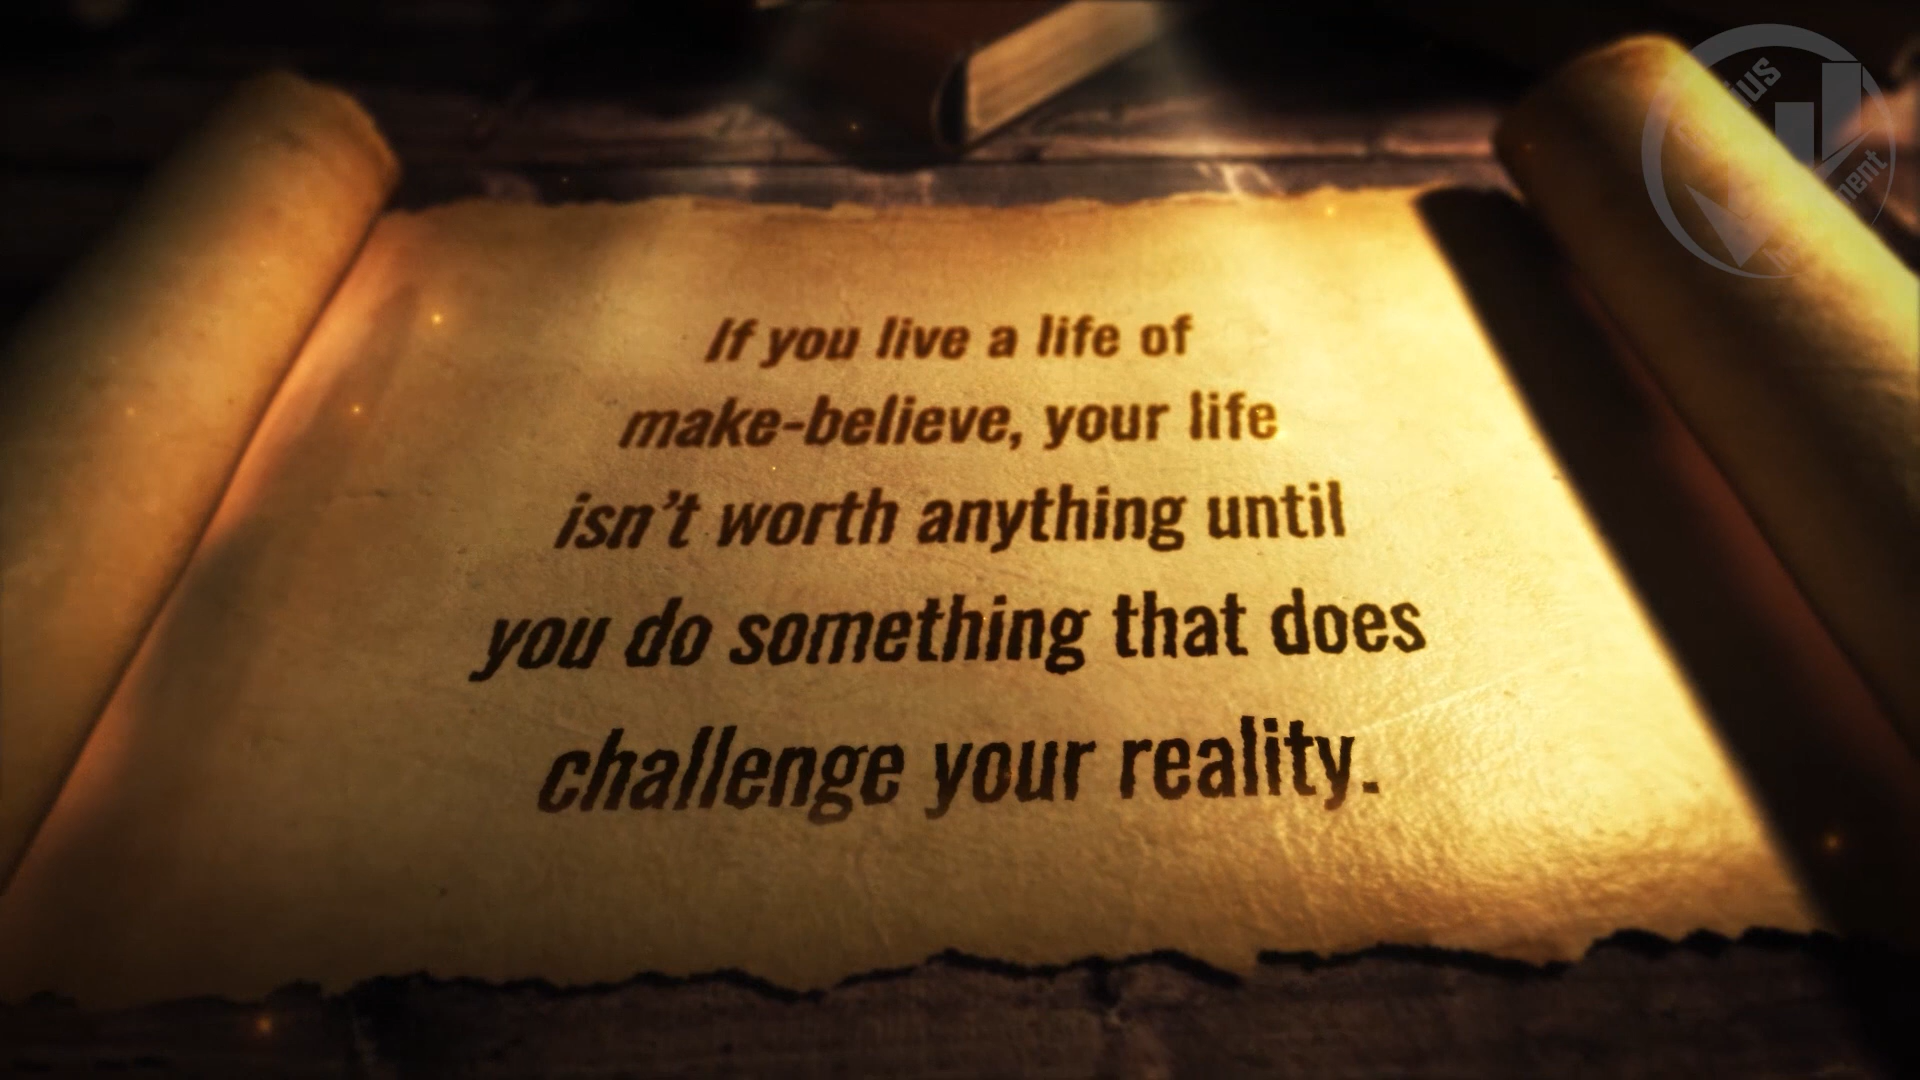 If you live a life of
make-believe, your life
isn't worth anything until
you do something that does
challenge your reality.